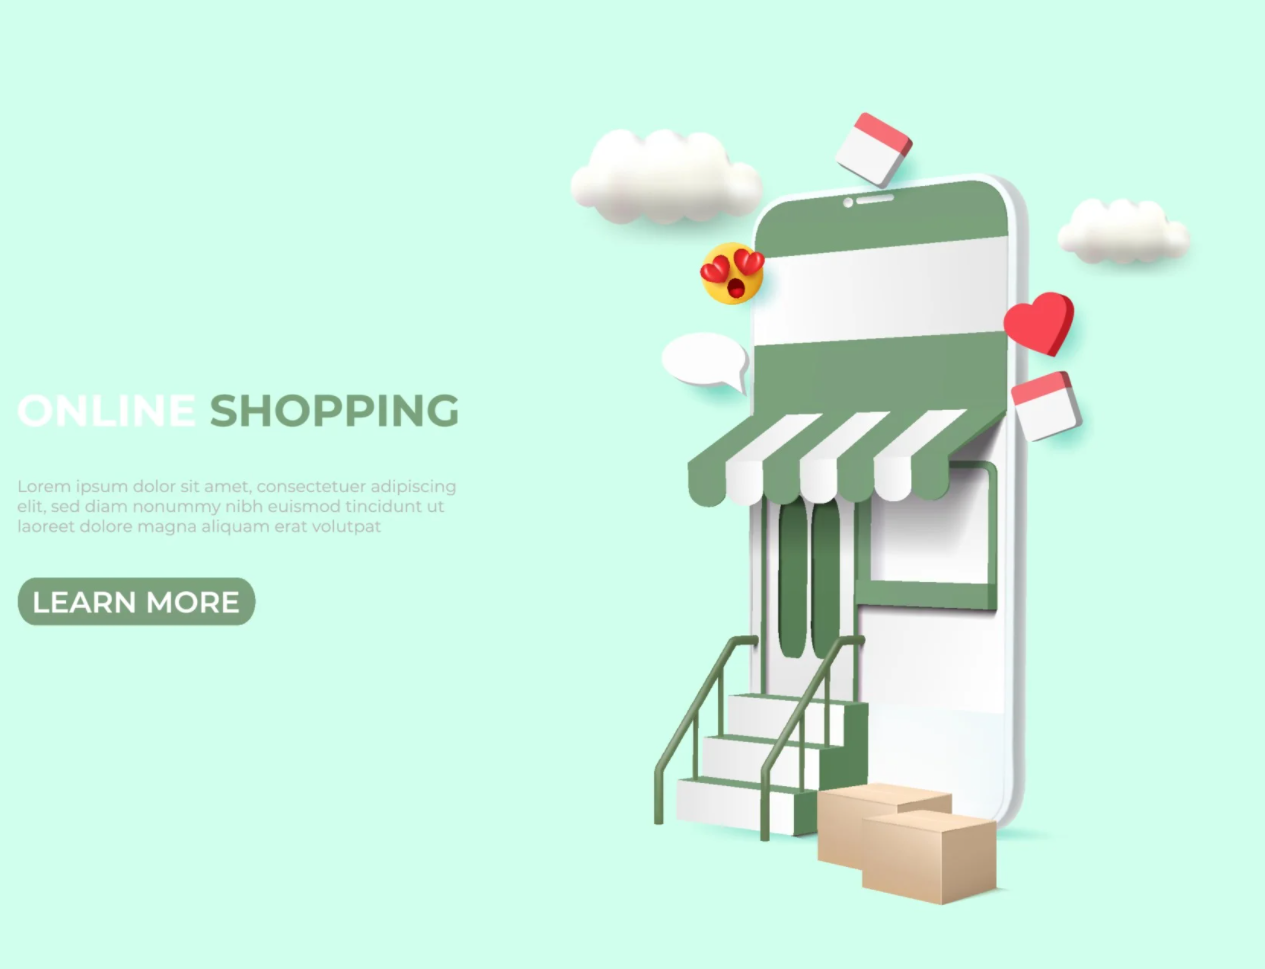 ONLINE SHOPPING
Lorem ipsum dolor sit amet, consectetuer adipiscing
elit, sed diam nonummy nibh euismod tincidunt ut
laoreet dolore magna aliquam erat volutpat
LEARN MORE